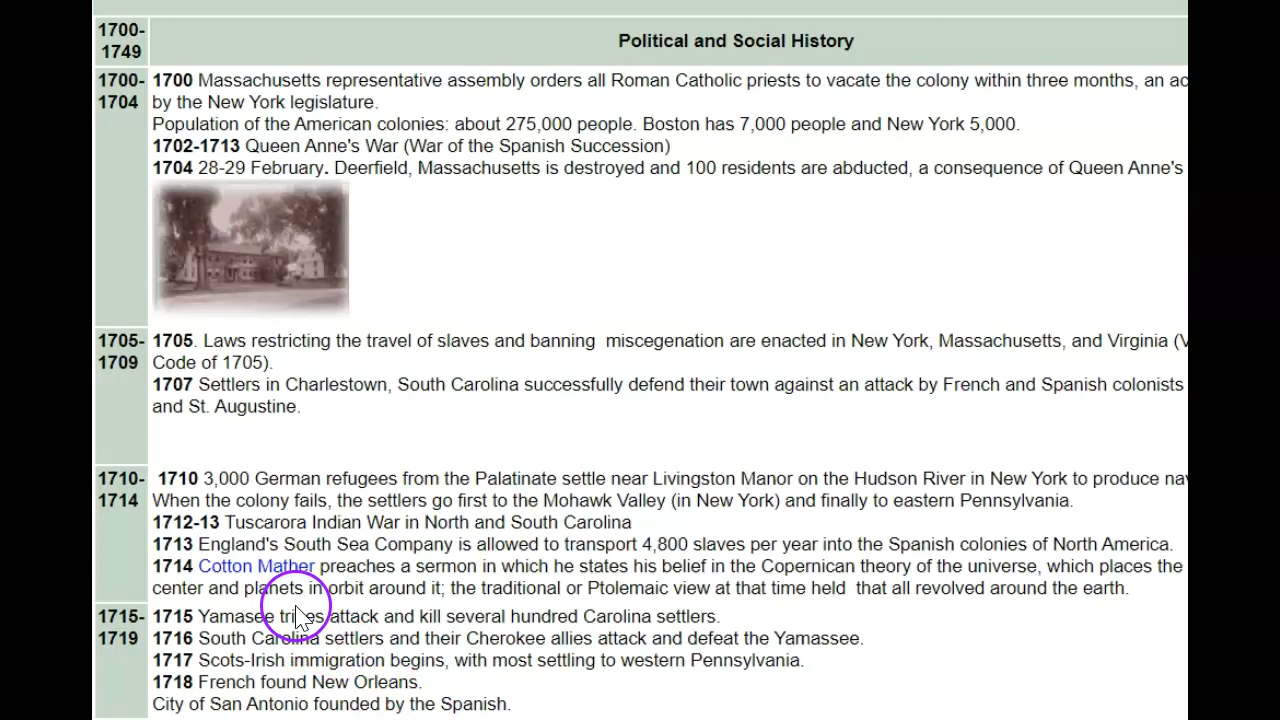 1700-
1749
Political and Social History
1700-
1704
1700 Massachusetts representative assembly orders all Roman Catholic priests to vacate the colony within three months, an
by the New York legislature.
Population of the American colonies: about 275,000 people. Boston has 7,000 people and New York 5,000.
1702-1713 Queen Anne's War (War of the Spanish Succession)
1704 28-29 February. Deerfield, Massachusetts is destroyed and 100 residents are abducted, a consequence of Queen Anne's
1705-
1709
1705. Laws restricting the travel of slaves and banning miscegenation are enacted in New York, Massachusetts, and Virginia
Code of 1705).
1707 Settlers in Charlestown, South Carolina successfully defend their town against an attack by French and Spanish colonists
and St. Augustine.
1710-
1714
1710 3,000 German refugees from the Palatinate settle near Livingston Manor on the Hudson River in New York to produce
When the colony fails, the settlers go first to the Mohawk Valley (in New York) and finally to eastern Pennsylvania.
1712-13 Tuscarora Indian War in North and South Carolina
1713 England's South Sea Company is allowed to transport 4,800 slaves per year into the Spanish colonies of North America.
1714 Cotton Mather preaches a sermon in which he states his belief in the Copernican theory of the universe, which places the
center and planets in orbit around it; the traditional or Ptolemaic view at that time held that all revolved around the earth.
1715-
1719
1715 Yamasee tribes attack and kill several hundred Carolina settlers.
1716 South Carolina settlers and their Cherokee allies attack and defeat the Yamassee.
1717 Scots-Irish immigration begins, with most settling to western Pennsylvania.
1718 French found New Orleans.
City of San Antonio founded by the Spanish.